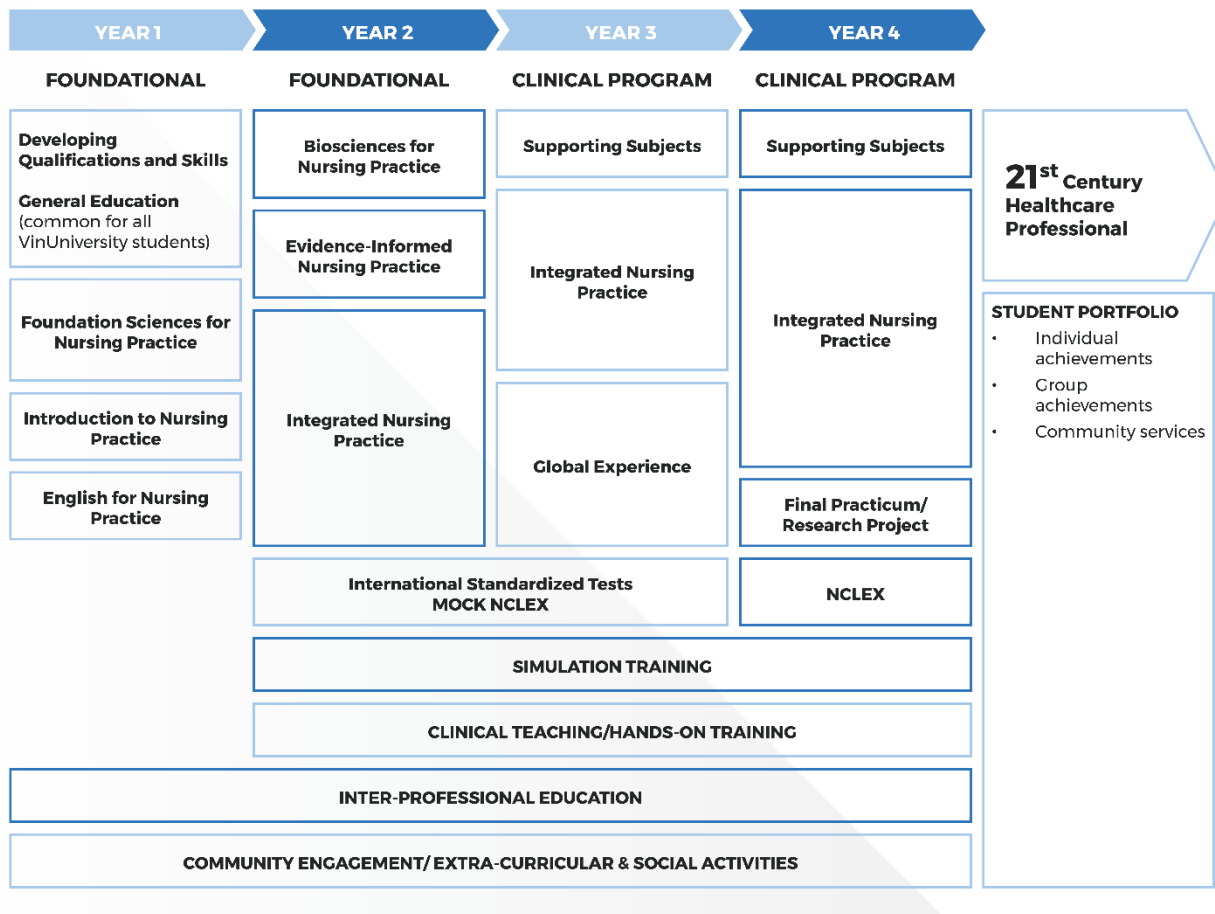 YEAR 1
YEAR 2
YEAR 3
YEAR 4
FOUNDATIONAL
FOUNDATIONAL
CLINICAL PROGRAM
CLINICAL PROGRAM
Developing
Qualifications and Skills
General Education
(common for all
VinUniversity students)
Foundation Sciences for
Nursing Practice
Introduction to Nursing
Practice
English for Nursing
Practice
Biosciences for
Nursing Practice
Evidence-Informed
Nursing Practice
Integrated Nursing
Practice
Supporting Subjects
Integrated Nursing
Practice
Global Experience
Supporting Subjects
Integrated Nursing
Practice
Final Practicum/
Research Project
International Standardized Tests
MOCK NCLEX
NCLEX
SIMULATION TRAINING
CLINICAL TEACHING/HANDS-ON TRAINING
INTER-PROFESSIONAL EDUCATION
COMMUNITY ENGAGEMENT/ EXTRA-CURRICULAR & SOCIAL ACTIVITIES
21st Century
Healthcare
Professional
STUDENT PORTFOLIO
• Individual
achievements
• Group
achievements
• Community services